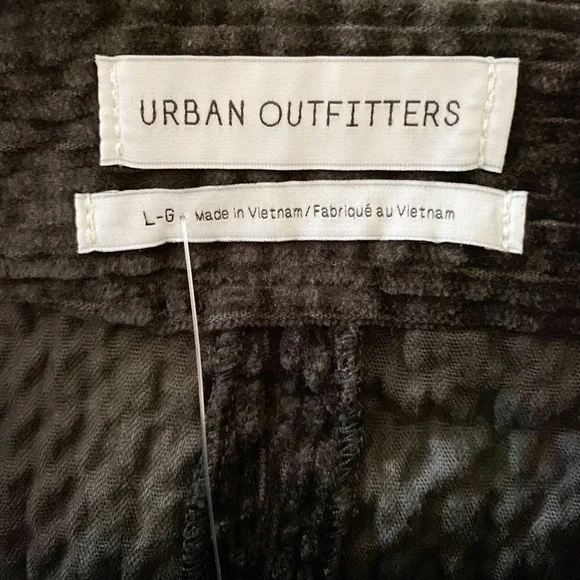 URBAN OUTFITTERS
L-G Made in Vietnam/Fabriqué au Vietnam